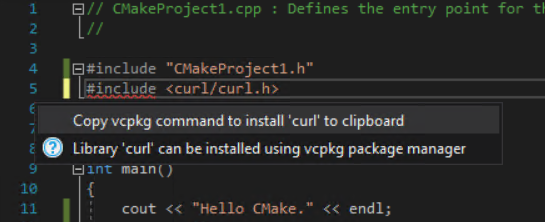 1 // CMakeProject1.cpp : Defines the entry point for th
2 //
3
4 #include "CMakeProject1.h"
5 #include <curl/curl.h>
6
Copy vcpkg command to install 'curl' to clipboard
8 Library 'curl' can be installed using vcpkg package manager
9 int main()
10 {
11 cout << "Hello CMake." << endl;